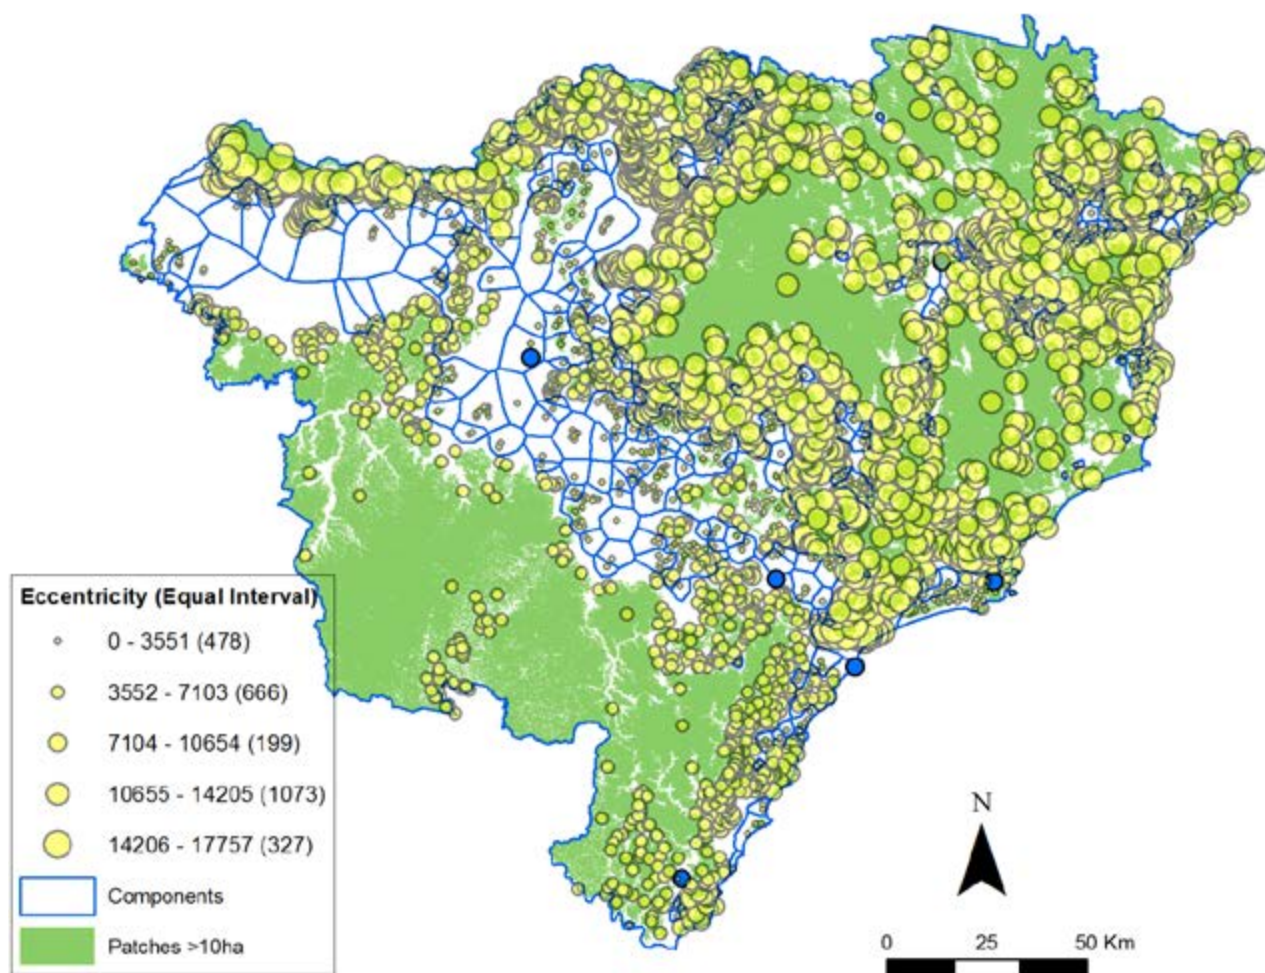 Eccentricity (Equal Interval)
0 - 3551 (478)
3552 - 7103 (666)
7104 - 10654 (199)
10655 - 14205 (1073)
14206 - 17757 (327)
Components
Patches >10ha
N
0 25 50 Km